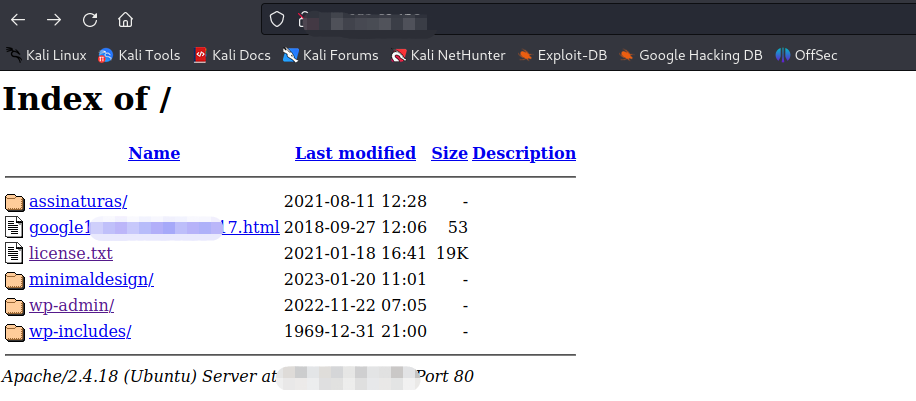 Kali Linux Kali Tools Kali Docs Kali Forums Kali NetHunter Exploit-DB Google Hacking DB OffSec
Index of /
Name Last modified Size Description
assinaturas/ 2021-08-11 12:28 -
google1 17.html 2018-09-27 12:06 53
license.txt 2021-01-18 16:41 19K
minimaldesign/ 2023-01-20 11:01 -
wp-admin/ 2022-11-22 07:05 -
wp-includes/ 1969-12-31 21:00 -
Apache/2.4.18 (Ubuntu) Server at Port 80